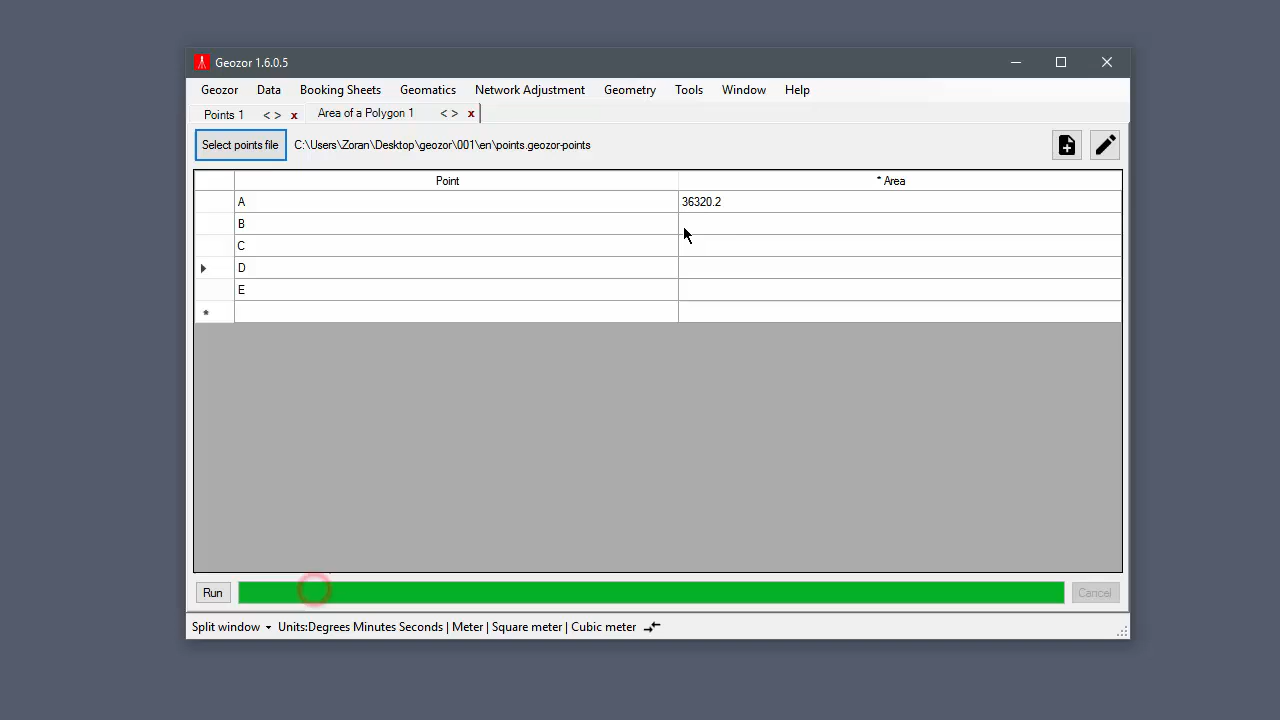 Geozor 1.6.0.5
Geozor Data Booking Sheets Geomatics Network Adjustment Geometry Tools Window Help
Points 1 < > x Area of a Polygon 1 < > x
Select points file C:\Users\Zoran\Desktop\geozor\001\en\points.geozor-points
Point * Area
A 36320.2
B
C
D
E
*
Run Cancel
Split window Units:Degrees Minutes Seconds | Meter | Square meter | Cubic meter